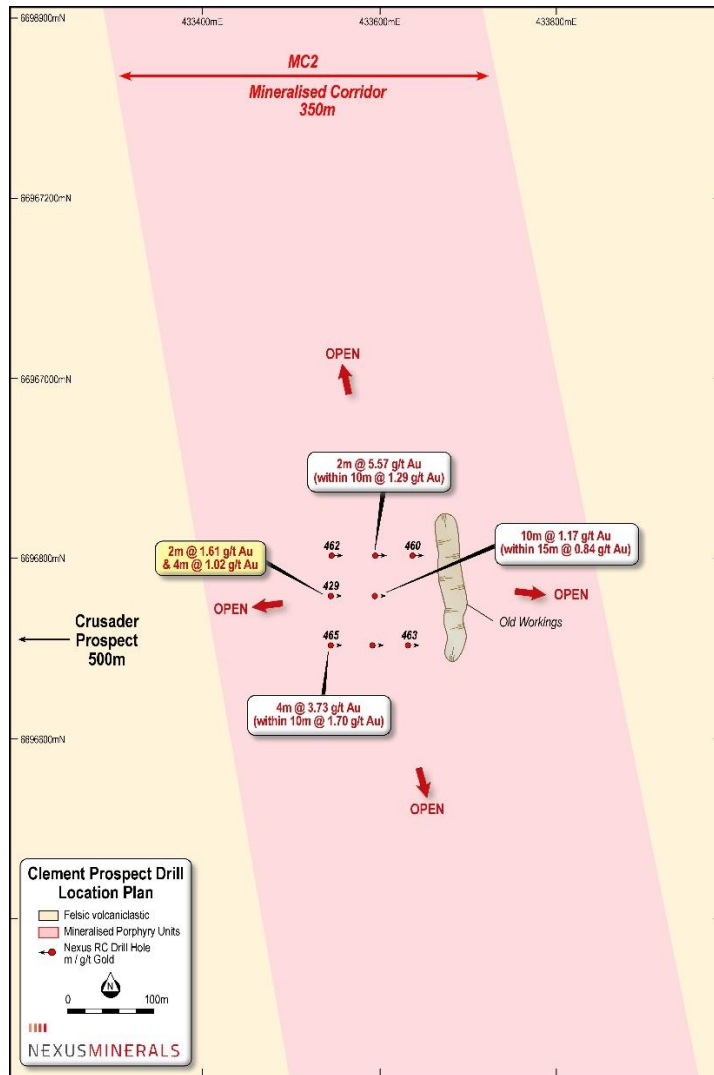 433400mE
433600mE
433800mE
6698900mN
MC2
Mineralised Corridor
350m
66967200mN
66967000mN
OPEN
2m @ 5.57 g/t Au
(within 10m @ 1.29 g/t Au)
10m @ 1.17 g/t Au
(within 15m @ 0.84 g/t Au)
462
460
6696800mN
2m @ 1.61 g/t Au
& 4m @ 1.02 g/t Au
429
OPEN
OPEN
Old Workings
Crusader
Prospect
500m
465
463
4m @ 3.73 g/t Au
(within 10m @ 1.70 g/t Au)
6696600mN
OPEN
Clement Prospect Drill
Location Plan
Felsic volcaniclastic
Mineralised Porphyry Units
Nexus RC Drill Hole
m / g/t Gold
N
0
100m
NEXUSMINERALS